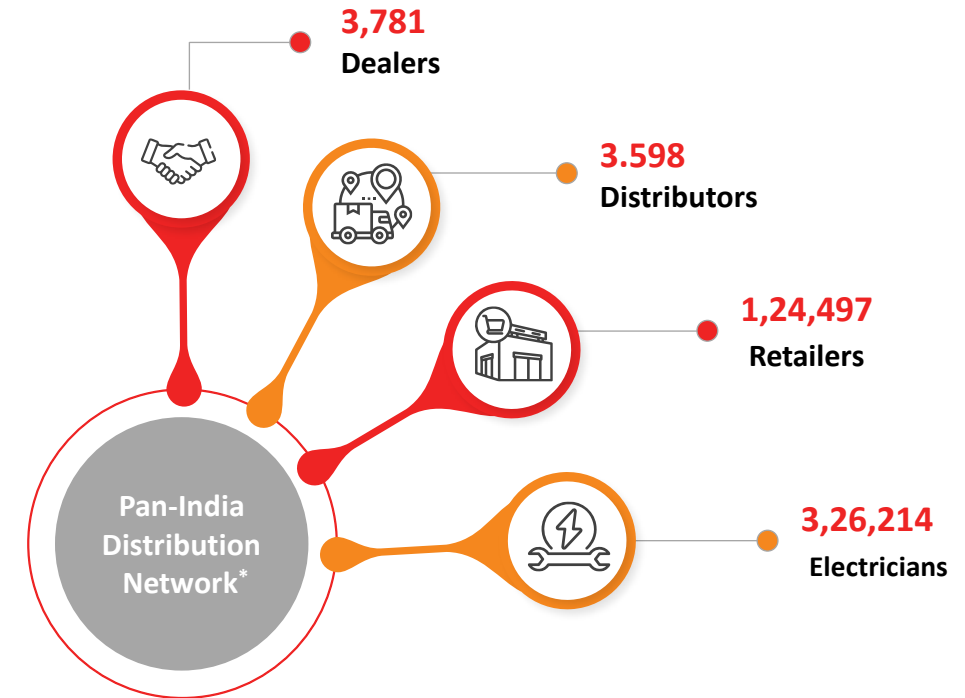 3,781
Dealers
3.598
Distributors
1,24,497
Retailers
Pan-India
Distribution
Network*
3,26,214
Electricians